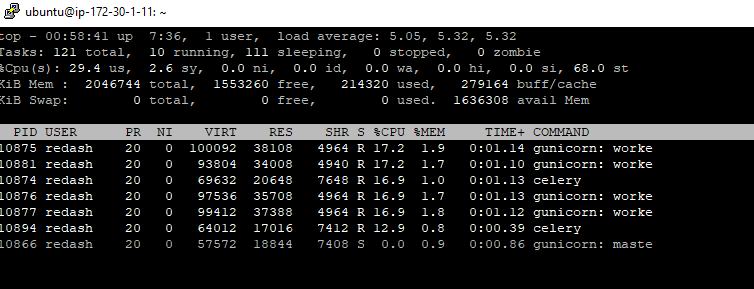 ubuntu@ip-172-30-1-11: ~
top - 00:58:41 up  7:36,  1 user,  load average: 5.05, 5.32, 5.32
Tasks: 121 total,  10 running, 111 sleeping,   0 stopped,   0 zombie
%Cpu(s): 29.4 us,  2.6 sy,  0.0 ni,  0.0 id,  0.0 wa,  0.0 hi,  0.0 si, 68.0 st
KiB Mem :  2046744 total,  1553260 free,   214320 used,   279164 buff/cache
KiB Swap:        0 total,        0 free,        0 used.  1636308 avail Mem
  PID USER      PR  NI    VIRT    RES    SHR S %CPU %MEM     TIME+ COMMAND
10875 redash    20   0  100092  38108   4964 R 17.2  1.9   0:01.14 gunicorn: worke
10881 redash    20   0   93804  34008   4940 R 17.2  1.7   0:01.10 gunicorn: worke
10874 redash    20   0   69632  20648   7648 R 16.9  1.0   0:01.13 celery
10876 redash    20   0   97536  35708   4964 R 16.9  1.7   0:01.13 gunicorn: worke
10877 redash    20   0   99412  37388   4964 R 16.9  1.8   0:01.12 gunicorn: worke
10894 redash    20   0   64012  17016   7412 R 12.9  0.8   0:00.39 celery
10866 redash    20   0   57572  18844   7408 S  0.0  0.9   0:00.86 gunicorn: maste